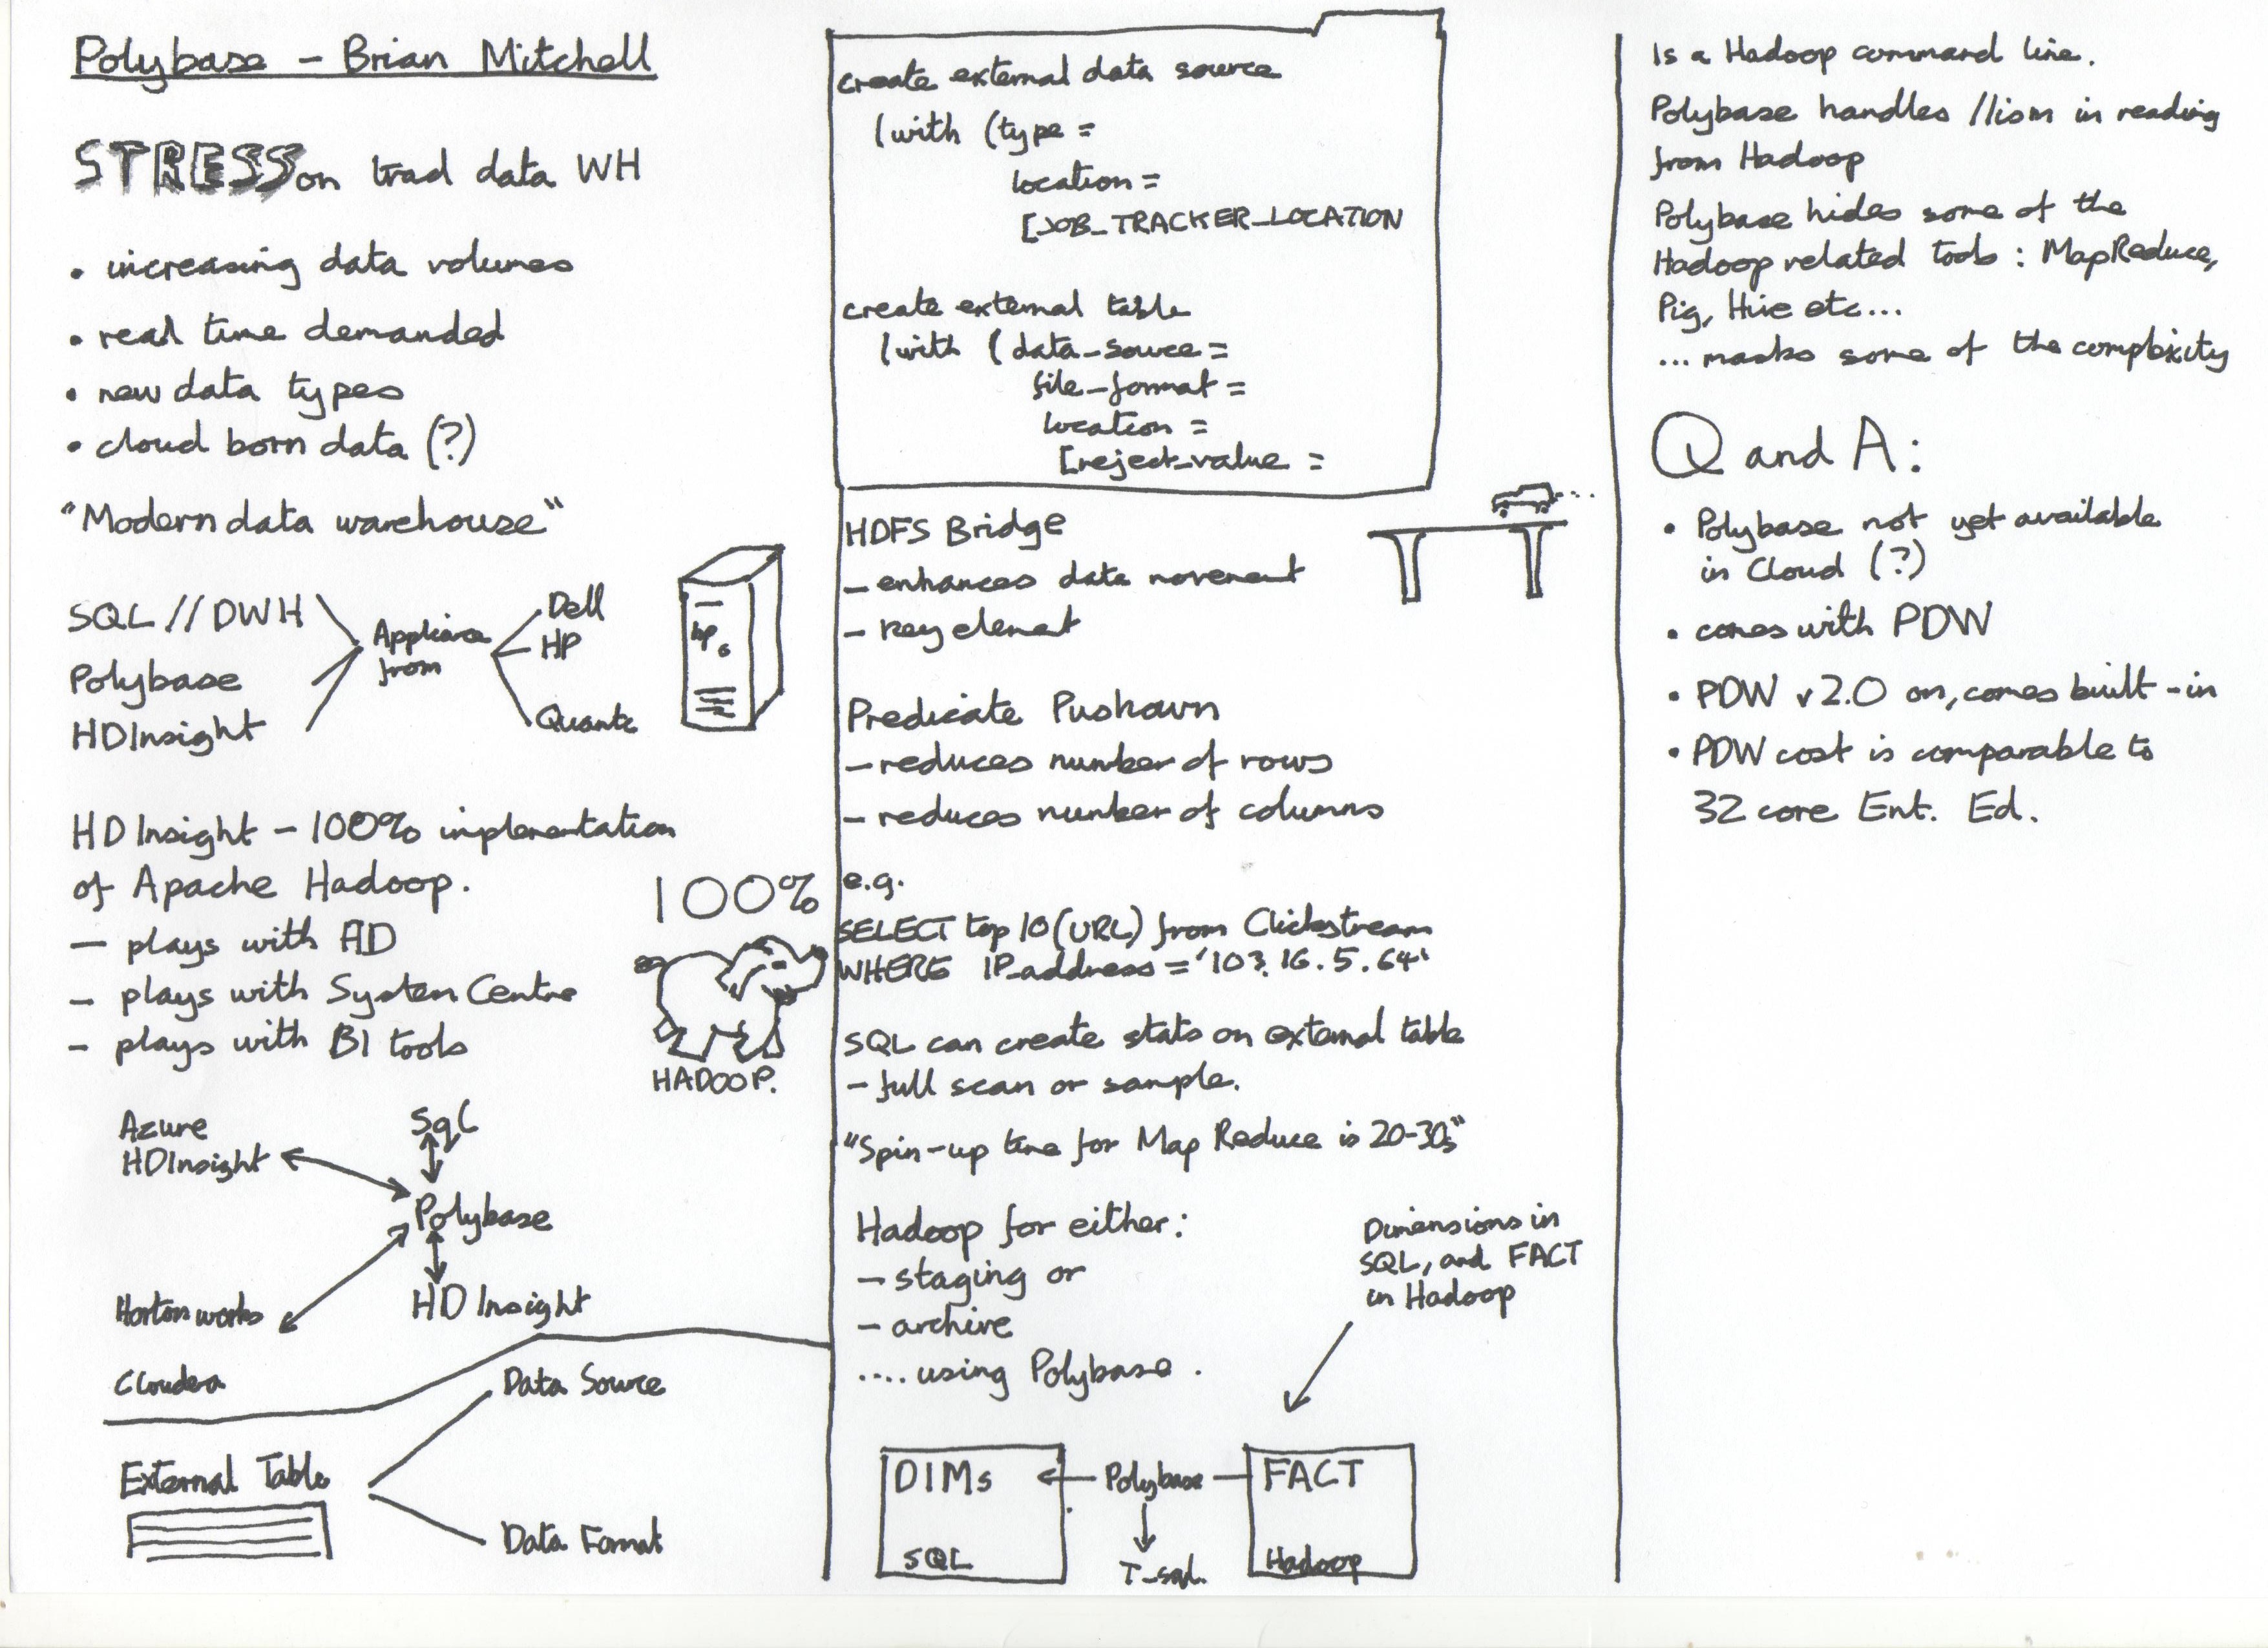 Polybase - Brian Mitchell
STRESS on trad data WH
• increasing data volumes
• real time demanded
• new data types
• cloud born data (?)
"Modern data warehouse"
SQL // DWH
Polybase
HDInsight
Appliance
from
Dell
HP
Quanta
hp
HDInsight - 100% implementation
of Apache Hadoop.
- plays with AD
- plays with System Centre
- plays with BI tools
100%
HADOOP.
Azure
HDInsight
SQL
Polybase
HDInsight
Hortonworks
Cloudera
External Table
Data Source
Data Format
create external data source
(with (type =
location =
[JOB_TRACKER_LOCATION
create external table
(with (data_source =
file_format =
location =
[reject_value =
HDFS Bridge
- enhances data movement
- key element
Predicate Pushdown
- reduces number of rows
- reduces number of columns
e.g.
SELECT top 10 (URL) from Clickstream
WHERE IP_address = '103.16.5.64'
SQL can create stats on external table
- full scan or sample.
"Spin-up time for Map Reduce is 20-30s"
Hadoop for either:
- staging or
- archive
.... using Polybase.
Dimensions in
SQL, and FACT
in Hadoop
DIMs
SQL
Polybase
T-sql.
FACT
Hadoop
Is a Hadoop command line.
Polybase handles //ism in reading
from Hadoop
Polybase hides some of the
Hadoop related tools: MapReduce,
Pig, Hive etc...
... masks some of the complexity
Q and A:
• Polybase not yet available
in Cloud (?)
• comes with PDW
• PDW v2.0 on, comes built-in
• PDW cost is comparable to
32 core Ent. Ed.